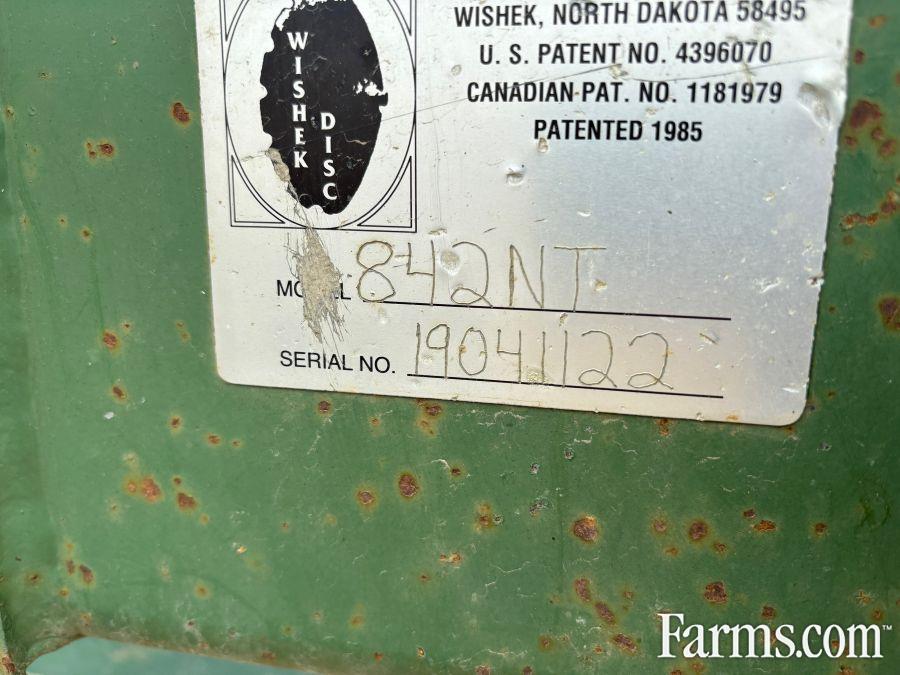 WISHEK DISC
WISHEK, NORTH DAKOTA 58495
U. S. PATENT NO. 4396070
CANADIAN PAT. NO. 1181979
PATENTED 1985
MODEL 842NT
SERIAL NO. 19041122
Farms.com™